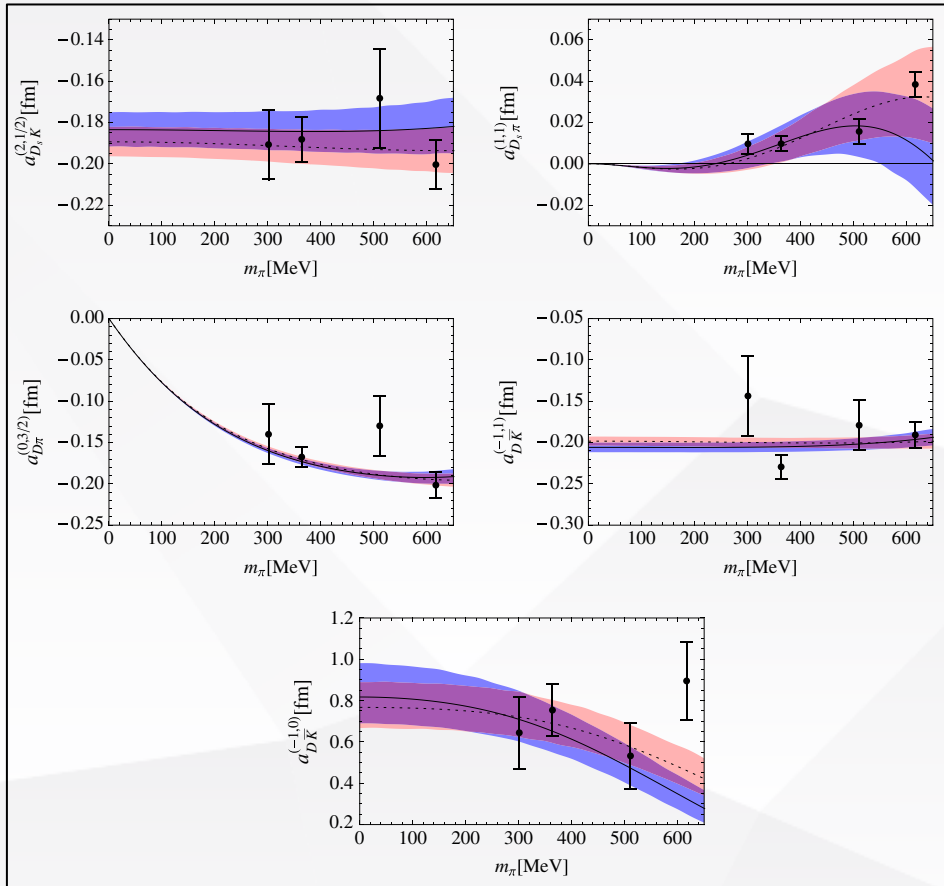 −0.14
−0.16
−0.18
−0.20
−0.22
0 100 200 300 400 500 600
m_π[MeV]
a_{D_s K}^{(2,1/2)}[fm]
0.06
0.04
0.02
0.00
−0.02
0 100 200 300 400 500 600
m_π[MeV]
a_{D_s π}^{(1,1)}[fm]
0.00
−0.05
−0.10
−0.15
−0.20
−0.25
0 100 200 300 400 500 600
m_π[MeV]
a_{Dπ}^{(0,3/2)}[fm]
−0.05
−0.10
−0.15
−0.20
−0.25
−0.30
0 100 200 300 400 500 600
m_π[MeV]
a_{D K̅}^{(−1,1)}[fm]
1.2
1.0
0.8
0.6
0.4
0.2
0 100 200 300 400 500 600
m_π[MeV]
a_{D K̅}^{(−1,0)}[fm]